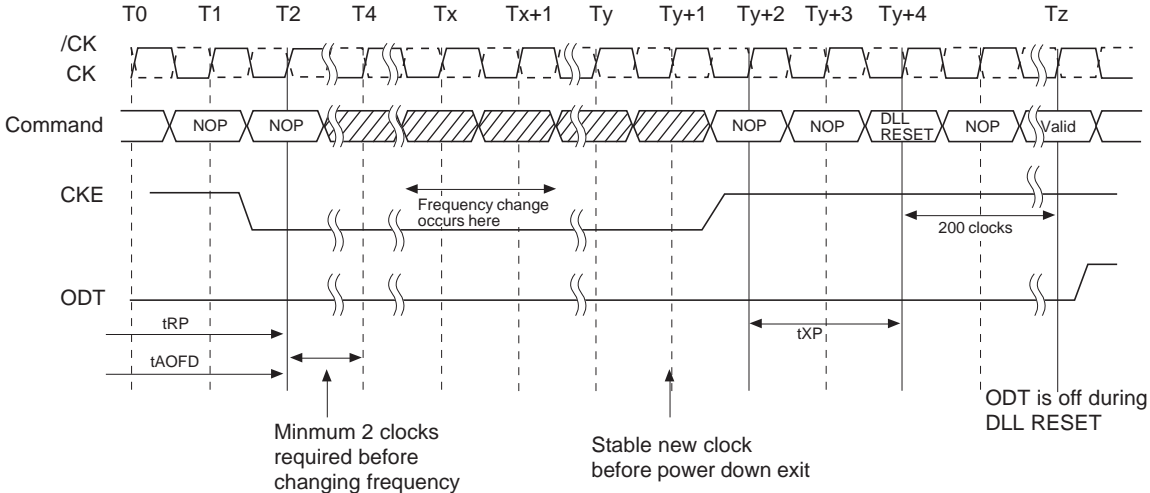 T0 T1 T2 T4 Tx Tx+1 Ty Ty+1 Ty+2 Ty+3 Ty+4 Tz
/CK
CK
Command NOP NOP NOP NOP DLL RESET NOP Valid
CKE
Frequency change
occurs here
200 clocks
ODT
tRP
tXP
tAOFD
Minmum 2 clocks
required before
changing frequency
Stable new clock
before power down exit
ODT is off during
DLL RESET